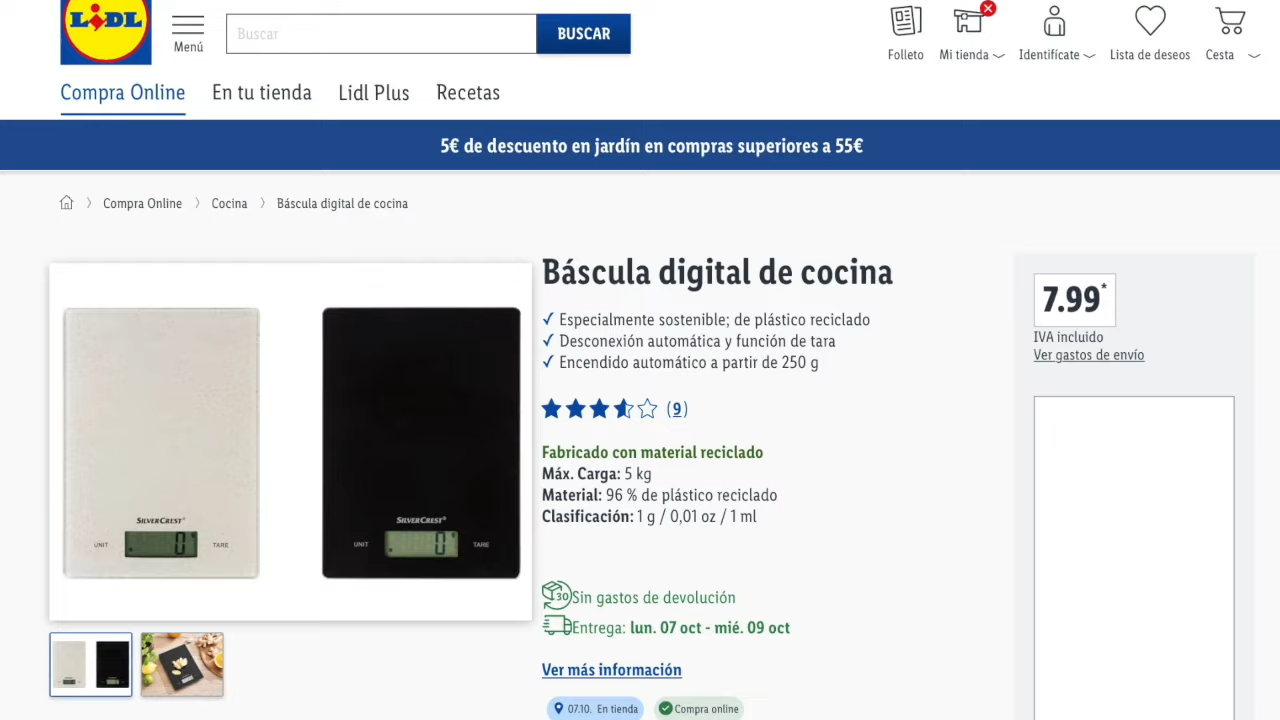 LIDL
Menú
Buscar
BUSCAR
Folleto
Mi tienda
Identifícate
Lista de deseos
Cesta
Compra Online
En tu tienda
Lidl Plus
Recetas
5€ de descuento en jardín en compras superiores a 55€
Compra Online
Cocina
Báscula digital de cocina
Báscula digital de cocina
Especialmente sostenible; de plástico reciclado
Desconexión automática y función de tara
Encendido automático a partir de 250 g
(9)
Fabricado con material reciclado
Máx. Carga: 5 kg
Material: 96 % de plástico reciclado
Clasificación: 1 g / 0,01 oz / 1 ml
30 Sin gastos de devolución
Entrega: lun. 07 oct - mié. 09 oct
Ver más información
07.10. En tienda
Compra online
7.99*
IVA incluido
Ver gastos de envío
SILVERCREST®
UNIT 0 TARE
SILVERCREST®
UNIT 0 TARE